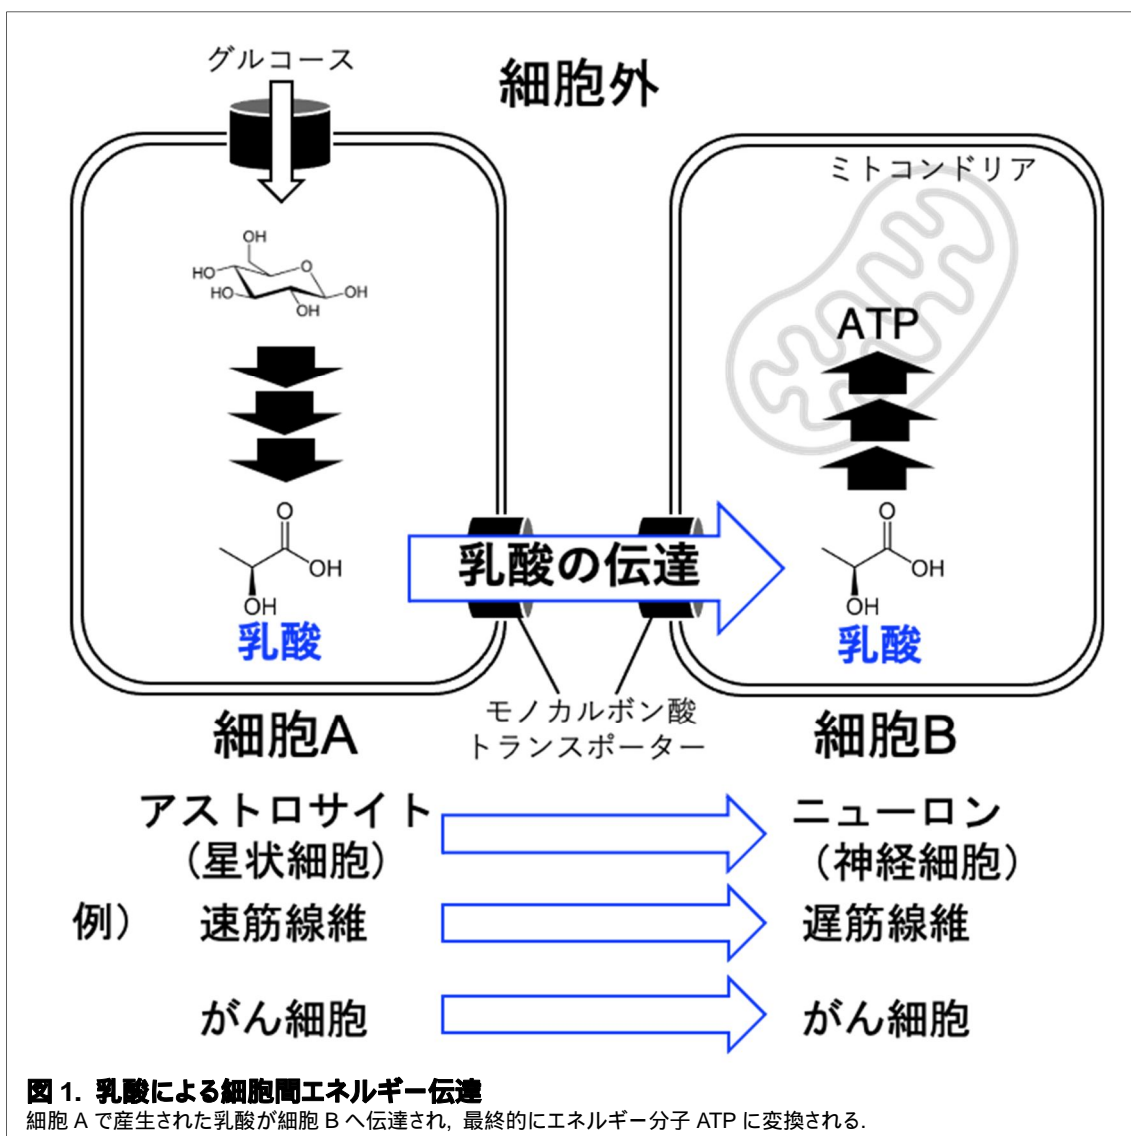 グルコース
細胞外
ミトコンドリア
OH
HO
O
HO
OH
OH
ATP
O
OH
OH
乳酸
乳酸の伝達
O
OH
OH
乳酸
モノカルボン酸
トランスポーター
細胞A
細胞B
アストロサイト
(星状細胞)
ニューロン
(神経細胞)
例)
速筋線維
遅筋線維
がん細胞
がん細胞
図 1. 乳酸による細胞間エネルギー伝達
細胞 A で産生された乳酸が細胞 B へ伝達され, 最終的にエネルギー分子 ATP に変換される.